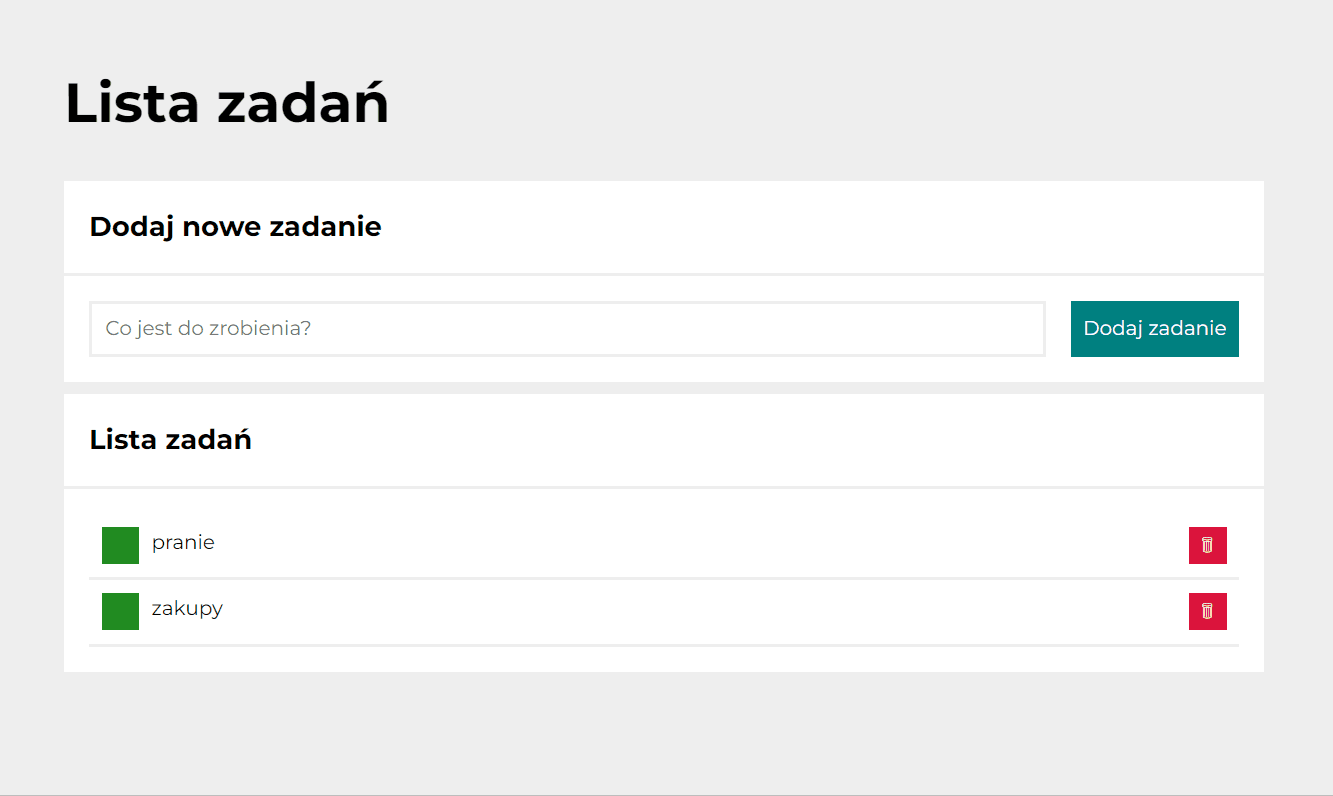 Lista zadań
Dodaj nowe zadanie
Co jest do zrobienia?
Dodaj zadanie
Lista zadań
pranie
zakupy